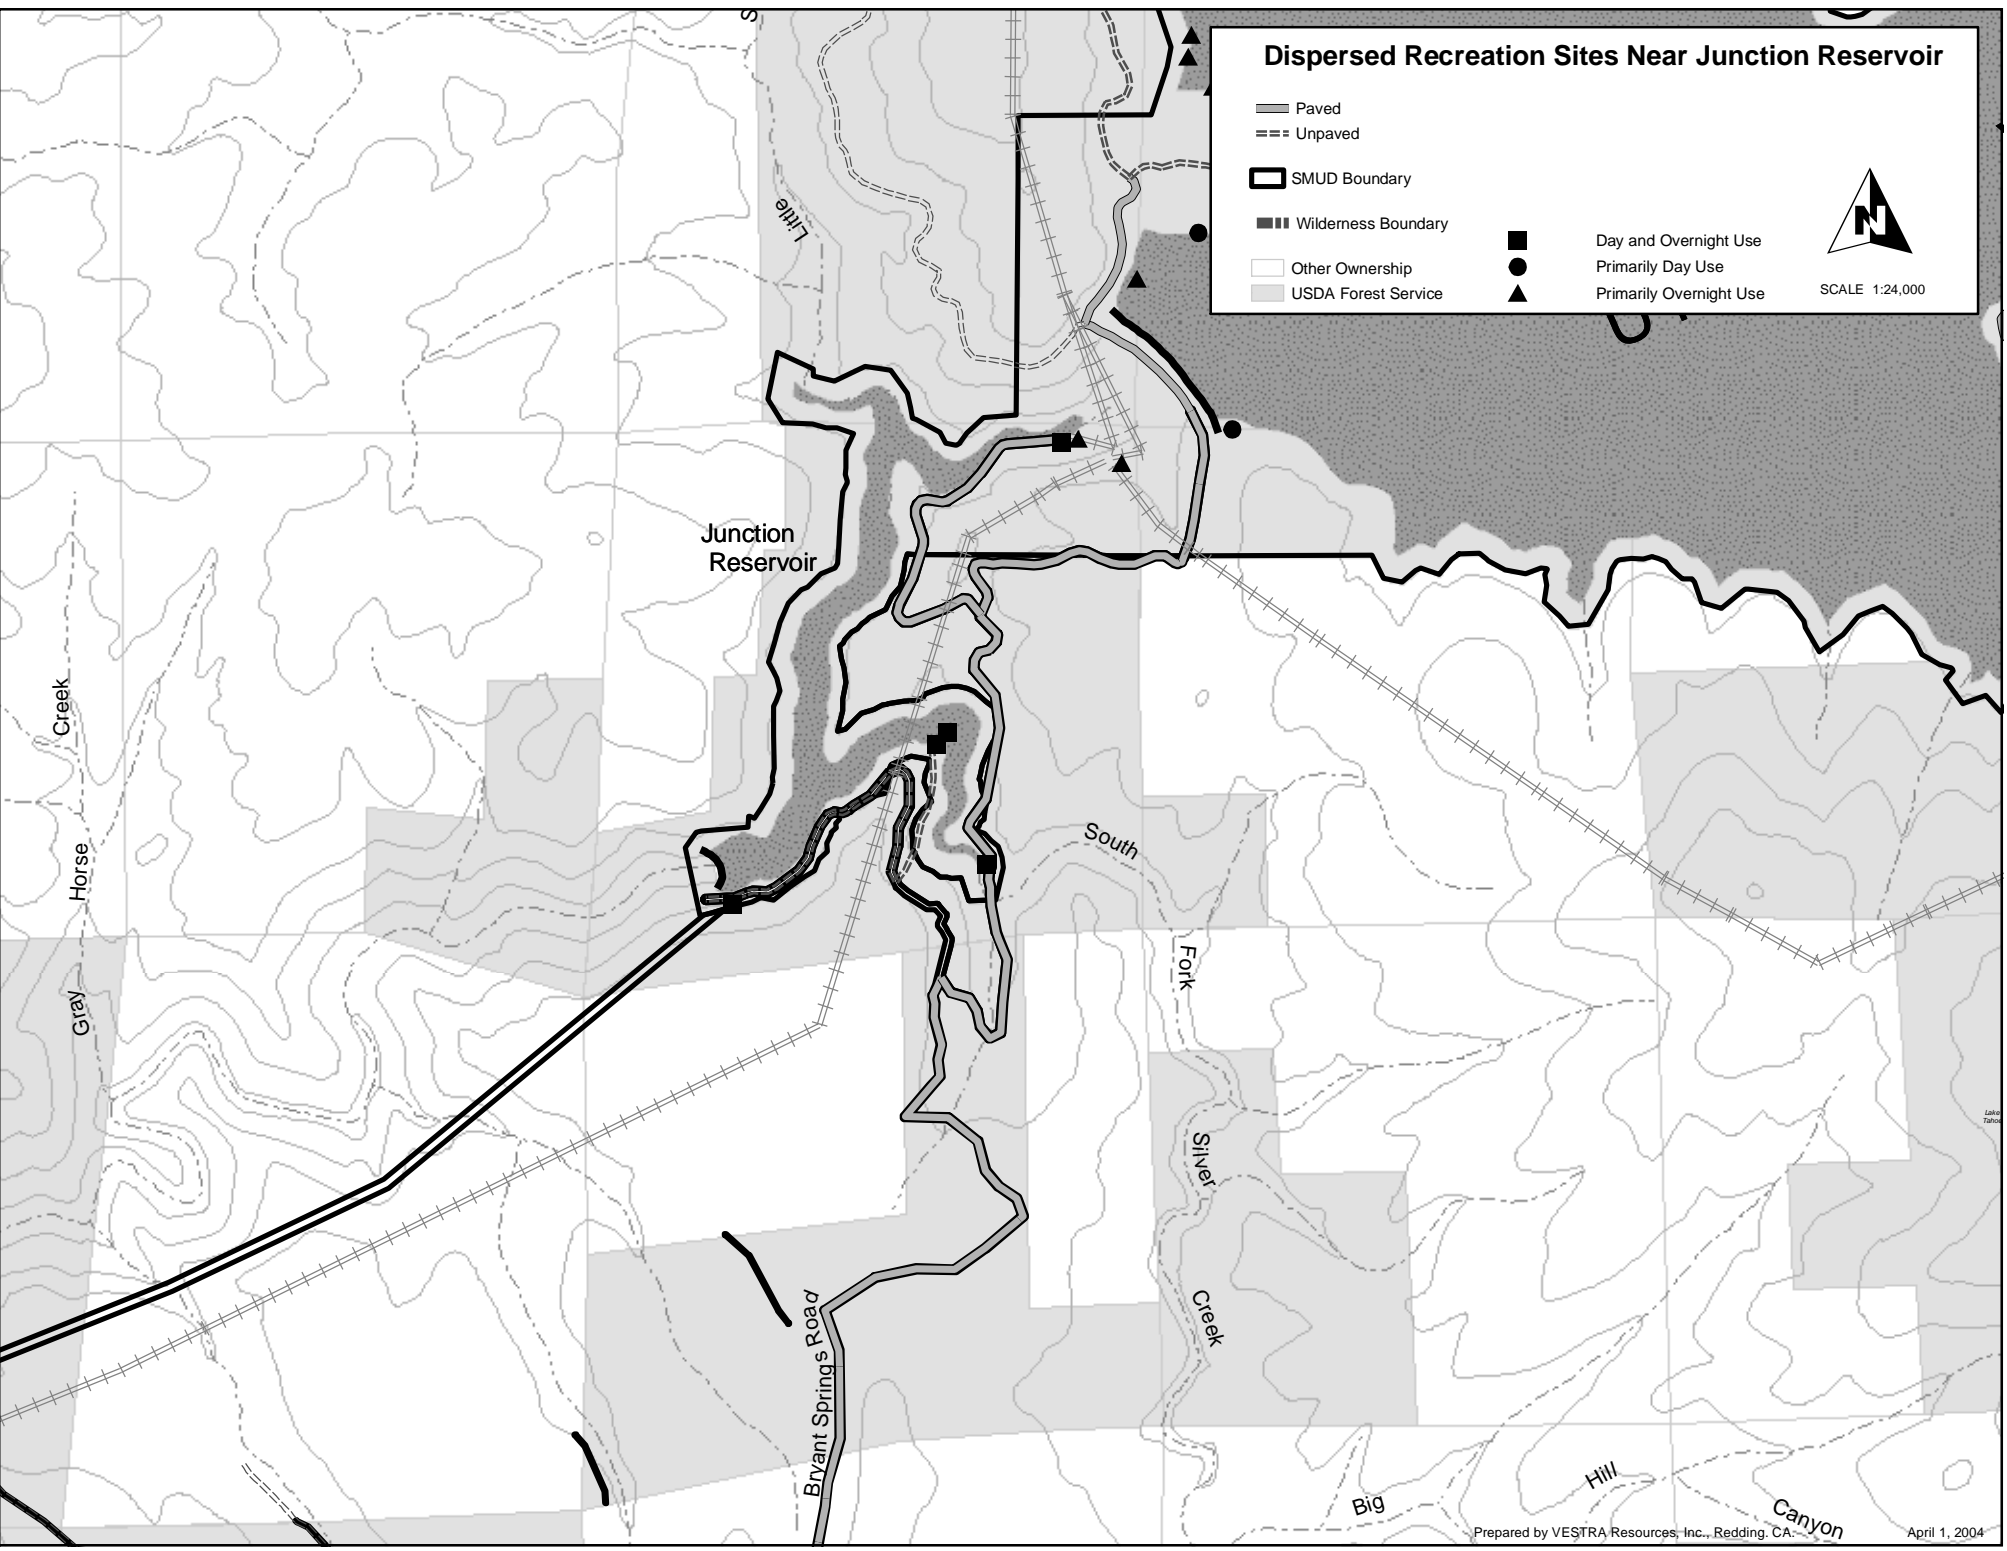 Dispersed Recreation Sites Near Junction Reservoir
Paved
Unpaved
SMUD Boundary
Wilderness Boundary
Other Ownership
USDA Forest Service
Day and Overnight Use
Primarily Day Use
Primarily Overnight Use
N
SCALE 1:24,000
S
Little
Junction
Reservoir
Creek
Horse
Gray
South
Fork
Silver
Creek
Lake
Bryant Springs Road
Big
Hill
Canyon
Prepared by VESTRA Resources, Inc., Redding. CA.
April 1, 2004